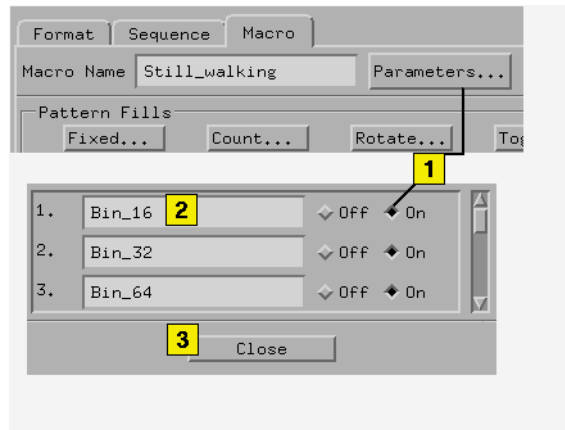 Format Sequence Macro
Macro Name Still_walking Parameters...
Pattern Fills
Fixed... Count... Rotate... Tog
1
1. Bin_16 2 Off On
2. Bin_32 Off On
3. Bin_64 Off On
3 Close